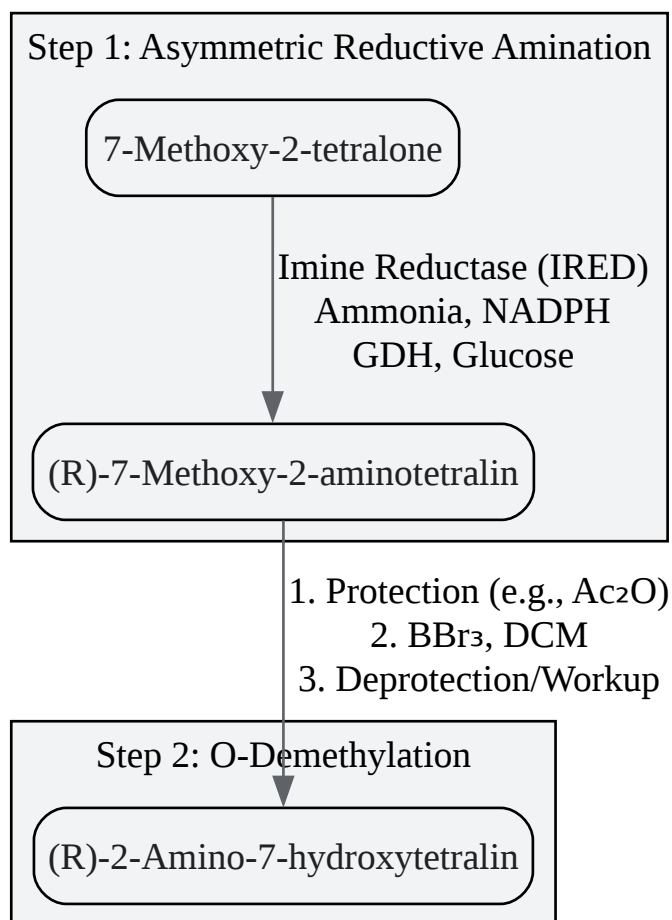 Step 1: Asymmetric Reductive Amination
7-Methoxy-2-tetralone
Imine Reductase (IRED)
Ammonia, NADPH
GDH, Glucose
(R)-7-Methoxy-2-aminotetralin
1. Protection (e.g., Ac₂O)
2. BBr₃, DCM
3. Deprotection/Workup
Step 2: O-Demethylation
(R)-2-Amino-7-hydroxytetralin